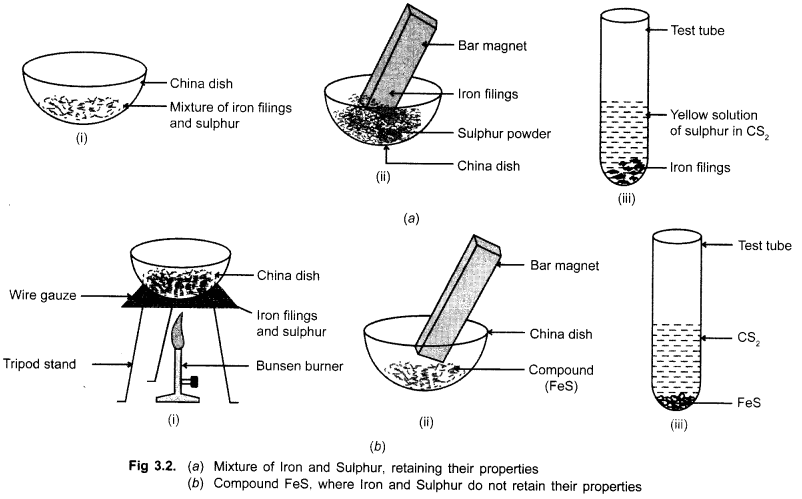 China dish
Mixture of iron filings
and sulphur
(i)
Bar magnet
Iron filings
Sulphur powder
China dish
(ii)
Test tube
Yellow solution
of sulphur in CS₂
Iron filings
(iii)
(a)
China dish
Wire gauze
Iron filings
and sulphur
Tripod stand
Bunsen burner
(i)
Bar magnet
China dish
Compound
(FeS)
(ii)
Test tube
CS₂
FeS
(iii)
(b)
Fig 3.2. (a) Mixture of Iron and Sulphur, retaining their properties
(b) Compound FeS, where Iron and Sulphur do not retain their properties